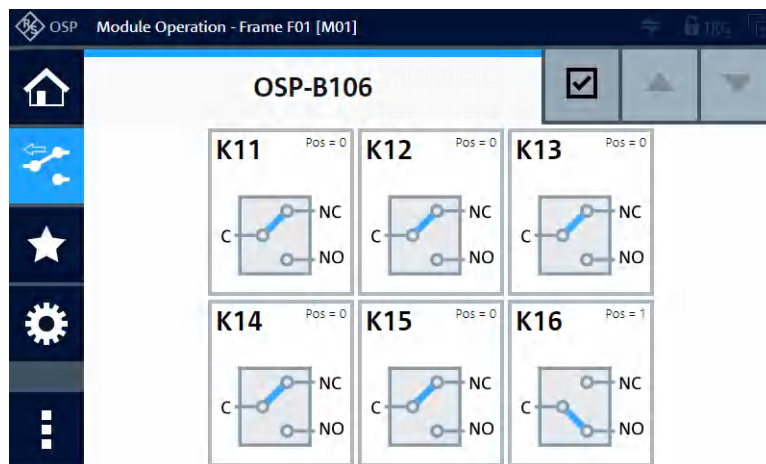 R&S OSP Module Operation - Frame F01 [M01] TRG
OSP-B106
K11 Pos = 0 K12 Pos = 0 K13 Pos = 0
NC NC NC
C C C
NO NO NO
K14 Pos = 0 K15 Pos = 0 K16 Pos = 1
NC NC NC
C C C
NO NO NO